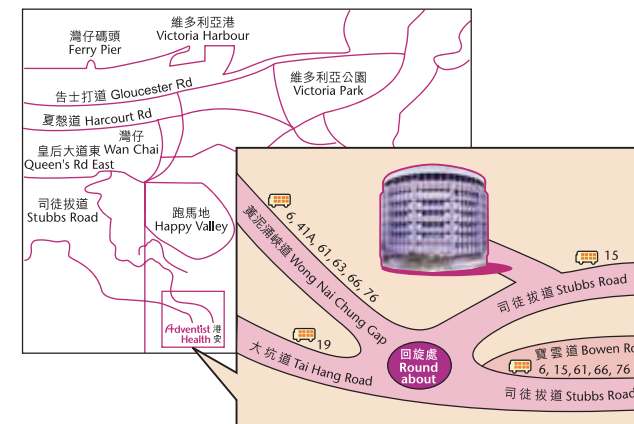 灣仔碼頭
Ferry Pier
維多利亞港
Victoria Harbour
告士打道 Gloucester Rd
維多利亞公園
Victoria Park
夏慤道 Harcourt Rd
灣仔
Wan Chai
皇后大道東
Queen's Rd East
司徒拔道
Stubbs Road
跑馬地
Happy Valley
Adventist 港
Health 安
6, 41A, 61, 63, 66, 76
黃泥涌峽道 Wong Nai Chung Gap
15
司徒拔道 Stubbs Road
19
大坑道 Tai Hang Road
回旋處
Round
about
寶雲道 Bowen Ro
6, 15, 61, 66, 76
司徒拔道 Stubbs Road